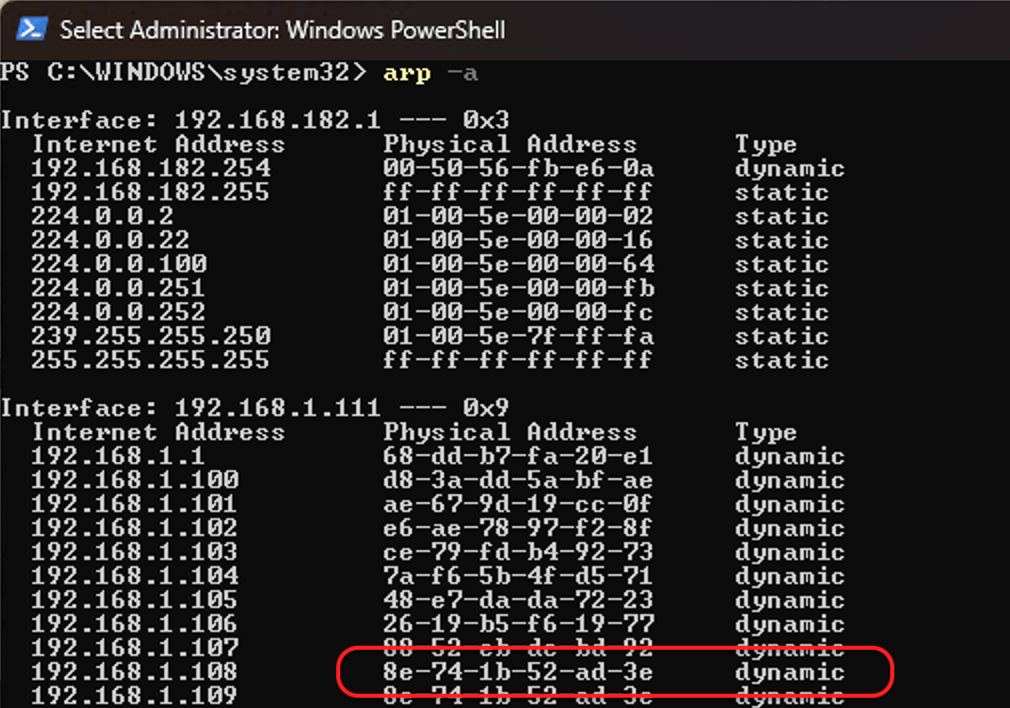 Select Administrator: Windows PowerShell
PS C:\WINDOWS\system32> arp -a
Interface: 192.168.182.1 --- 0x3
Internet Address Physical Address Type
192.168.182.254 00-50-56-fb-e6-0a dynamic
192.168.182.255 ff-ff-ff-ff-ff-ff static
224.0.0.2 01-00-5e-00-00-02 static
224.0.0.22 01-00-5e-00-00-16 static
224.0.0.100 01-00-5e-00-00-64 static
224.0.0.251 01-00-5e-00-00-fb static
224.0.0.252 01-00-5e-00-00-fc static
239.255.255.250 01-00-5e-7f-ff-fa static
255.255.255.255 ff-ff-ff-ff-ff-ff static
Interface: 192.168.1.111 --- 0x9
Internet Address Physical Address Type
192.168.1.1 68-dd-b7-fa-20-e1 dynamic
192.168.1.100 d8-3a-dd-5a-bf-ae dynamic
192.168.1.101 ae-67-9d-19-cc-0f dynamic
192.168.1.102 e6-ae-78-97-f2-8f dynamic
192.168.1.103 ce-79-fd-b4-92-73 dynamic
192.168.1.104 7a-f6-5b-4f-d5-71 dynamic
192.168.1.105 48-e7-da-da-72-23 dynamic
192.168.1.106 26-19-b5-f6-19-77 dynamic
192.168.1.107 dynamic
192.168.1.108 8e-74-1b-52-ad-3e dynamic
192.168.1.109 8e-74-1b-52-ad-3e dynamic